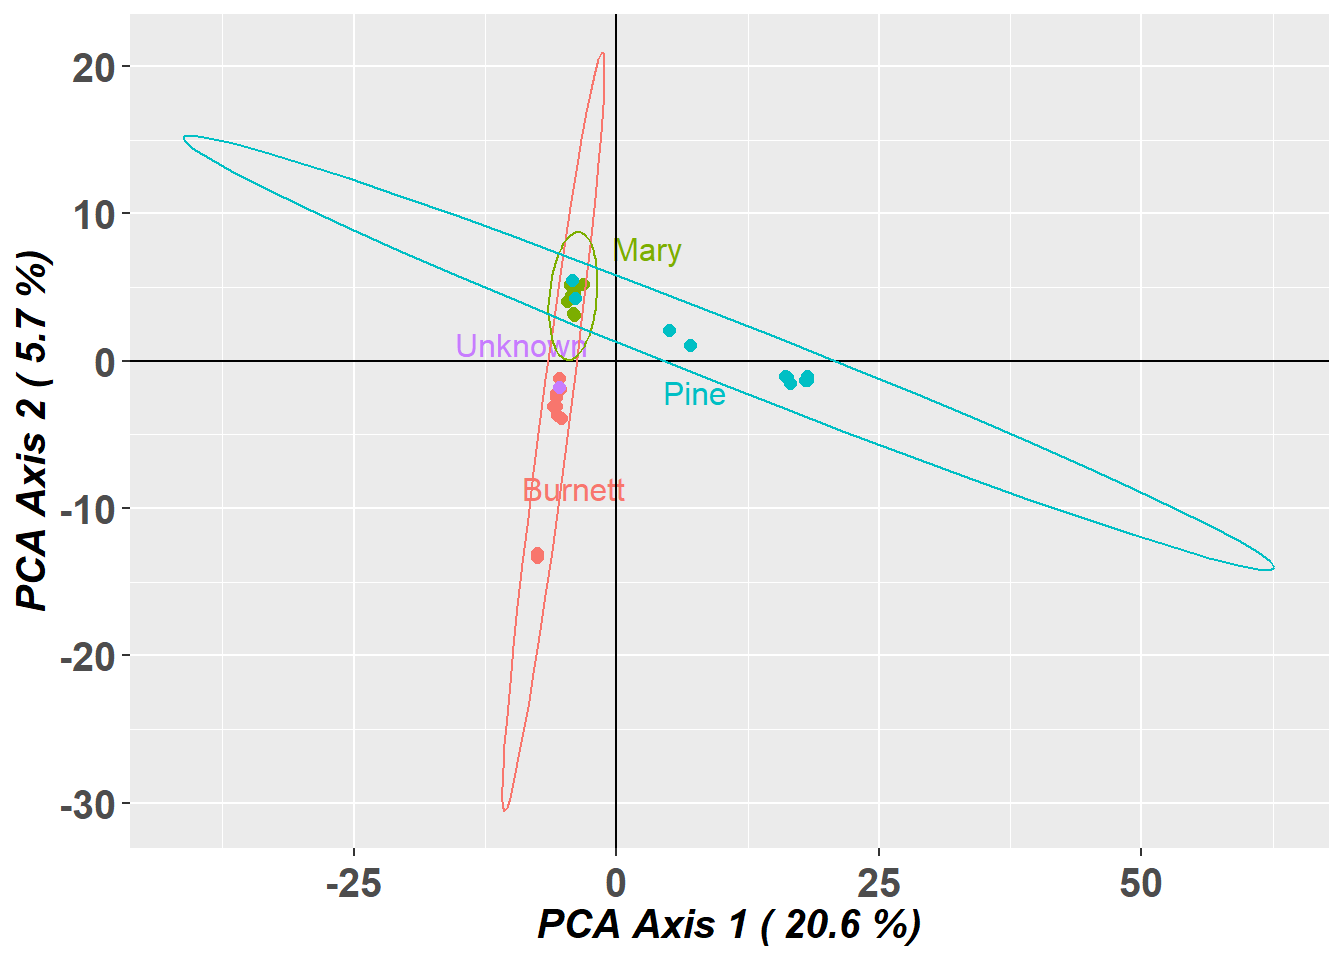 20
10
0
-10
-20
-30
PCA Axis 2 ( 5.7 %)
Mary
Unknown
Pine
Burnett
-25 0 25 50
PCA Axis 1 ( 20.6 %)